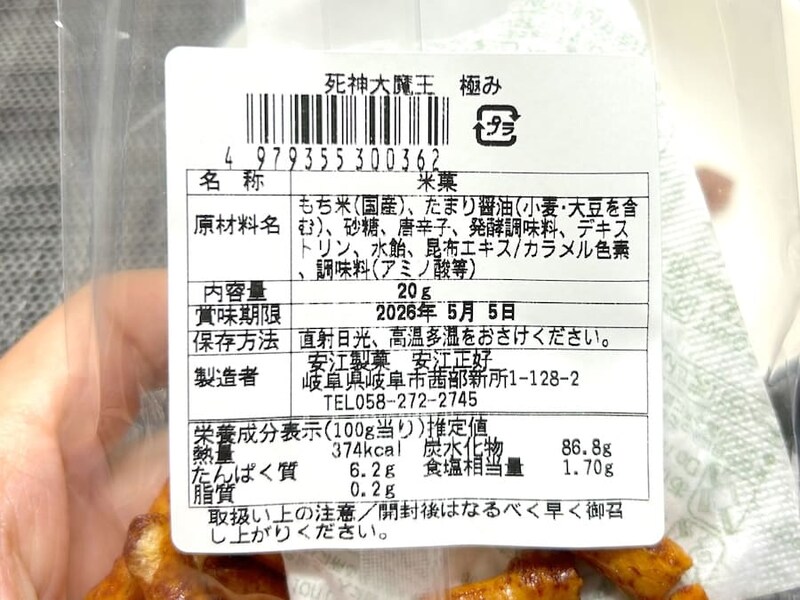 死神大魔王 極み
プラ
4 979355 300362
名 称 米菓
原材料名 もち米(国産)、たまり醤油(小麦・大豆を含
む)、砂糖、唐辛子、発酵調味料、デキス
トリン、水飴、昆布エキス/カラメル色素
、調味料(アミノ酸等)
内容量 20g
賞味期限 2026年 5月 5日
保存方法 直射日光、高温多湿をおさけください。
製造者 安江製菓 安江正好
岐阜県岐阜市茜部新所1-128-2
TEL058-272-2745
栄養成分表示(100g当り)推定値
熱量 374kcal 炭水化物 86.8g
たんぱく質 6.2g 食塩相当量 1.70g
脂質 0.2g
取扱い上の注意/開封後はなるべく早く御召
し上がりください。